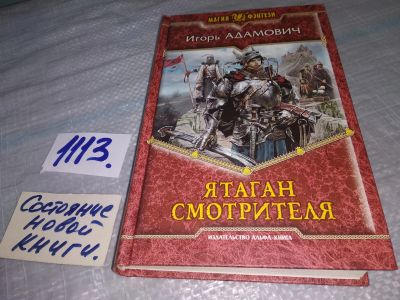 МАГИЯ ФЭНТЕЗИ
Игорь АДАМОВИЧ
ЯТАГАН
СМОТРИТЕЛЯ
ИЗДАТЕЛЬСТВО АЛЬФА-КНИГА
1113.
Состояние
новой
книги.